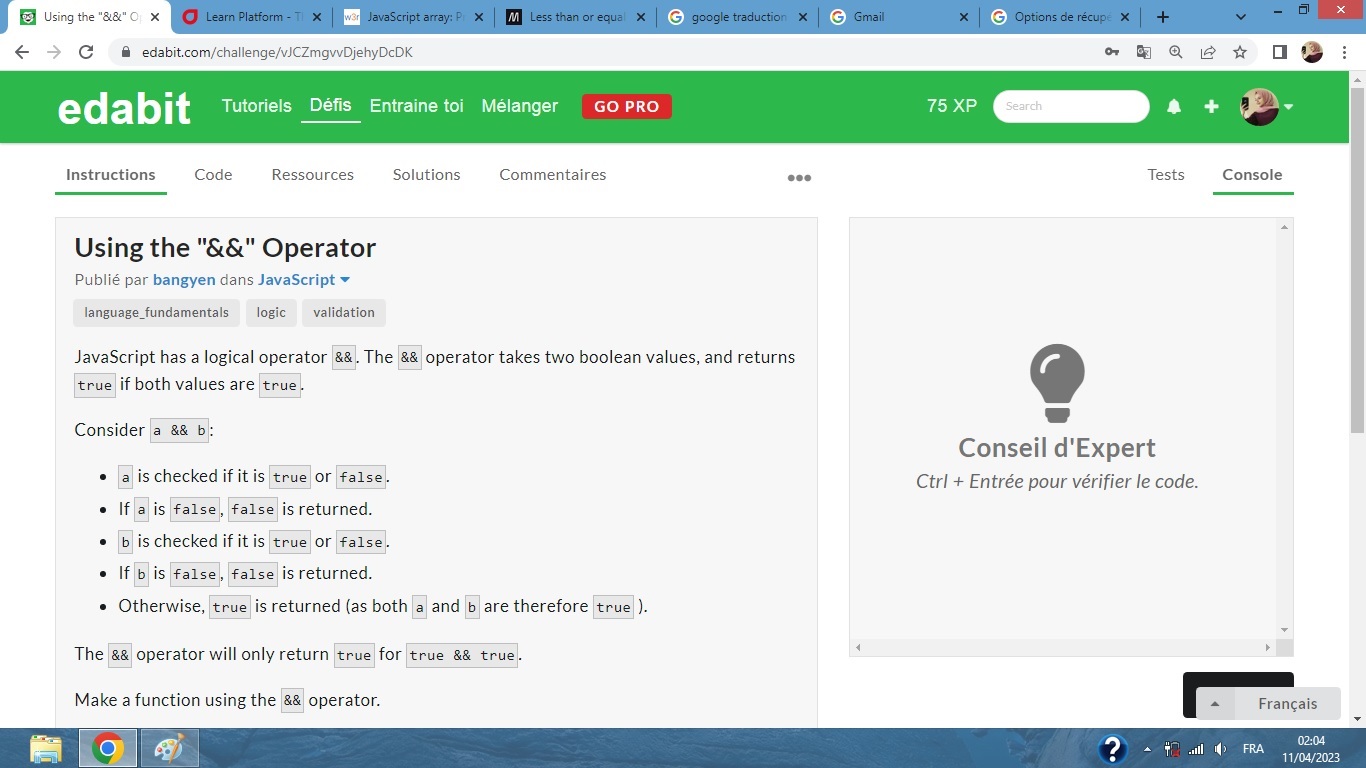 Using the "&&" Op
Learn Platform - Th
w3r
JavaScript array: Pr
Less than or equal
google traduction
Gmail
Options de récupé
edabit.com/challenge/vJCZmgvvDjehyDcDK
edabit
Tutoriels
Défis
Entraine toi
Mélanger
GO PRO
75 XP
Search
Instructions
Code
Ressources
Solutions
Commentaires
Tests
Console
Using the "&&" Operator
Publié par bangyen dans JavaScript
language_fundamentals
logic
validation
JavaScript has a logical operator &&. The && operator takes two boolean values, and returns
true if both values are true.
Consider a && b:
• a is checked if it is true or false.
• If a is false, false is returned.
• b is checked if it is true or false.
• If b is false, false is returned.
• Otherwise, true is returned (as both a and b are therefore true ).
The && operator will only return true for true && true.
Make a function using the && operator.
Conseil d'Expert
Ctrl + Entrée pour vérifier le code.
Français
FRA
02:04
11/04/2023